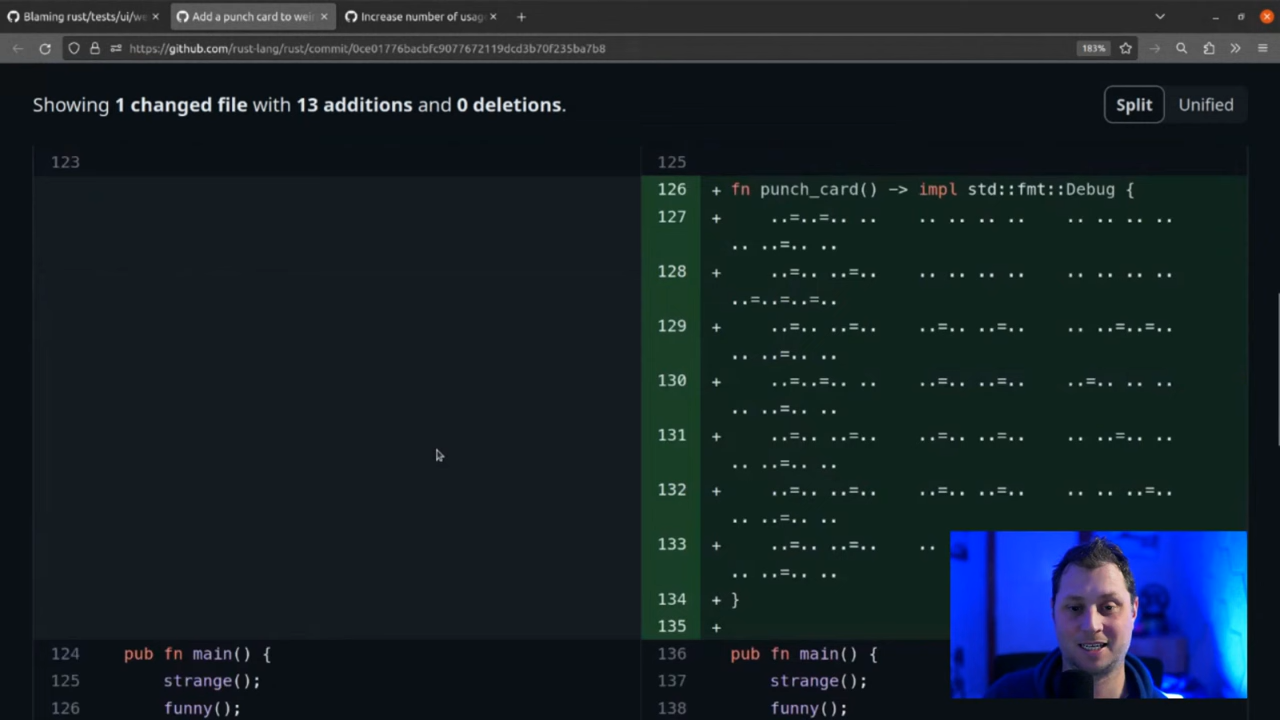 Blaming rust/tests/ui/we
Add a punch card to wei
Increase number of usag
https://github.com/rust-lang/rust/commit/0ce01776bacbfc9077672119dcd3b70f235ba7b8
183%
Showing 1 changed file with 13 additions and 0 deletions.
Split
Unified
123
125
126 + fn punch_card() -> impl std::fmt::Debug {
127 + ..=..=.. ..    .. .. .. ..    .. .. .. ..
.. ..=.. ..
128 + ..=.. ..=..    .. .. .. ..    .. .. .. ..
..=..=..=..
129 + ..=.. ..=..    ..=.. ..=..    .. ..=..=..
.. ..=.. ..
130 + ..=..=.. ..    ..=.. ..=..    ..=.. .. ..
.. ..=.. ..
131 + ..=.. ..=..    ..=.. ..=..    .. ..=.. ..
.. ..=.. ..
132 + ..=.. ..=..    ..=.. ..=..    .. .. ..=..
.. ..=.. ..
133 + ..=.. ..=..    ..
.. ..=.. ..
134 + }
135 +
124 pub fn main() {
136 pub fn main() {
125 strange();
137 strange();
126 funny();
138 funny();